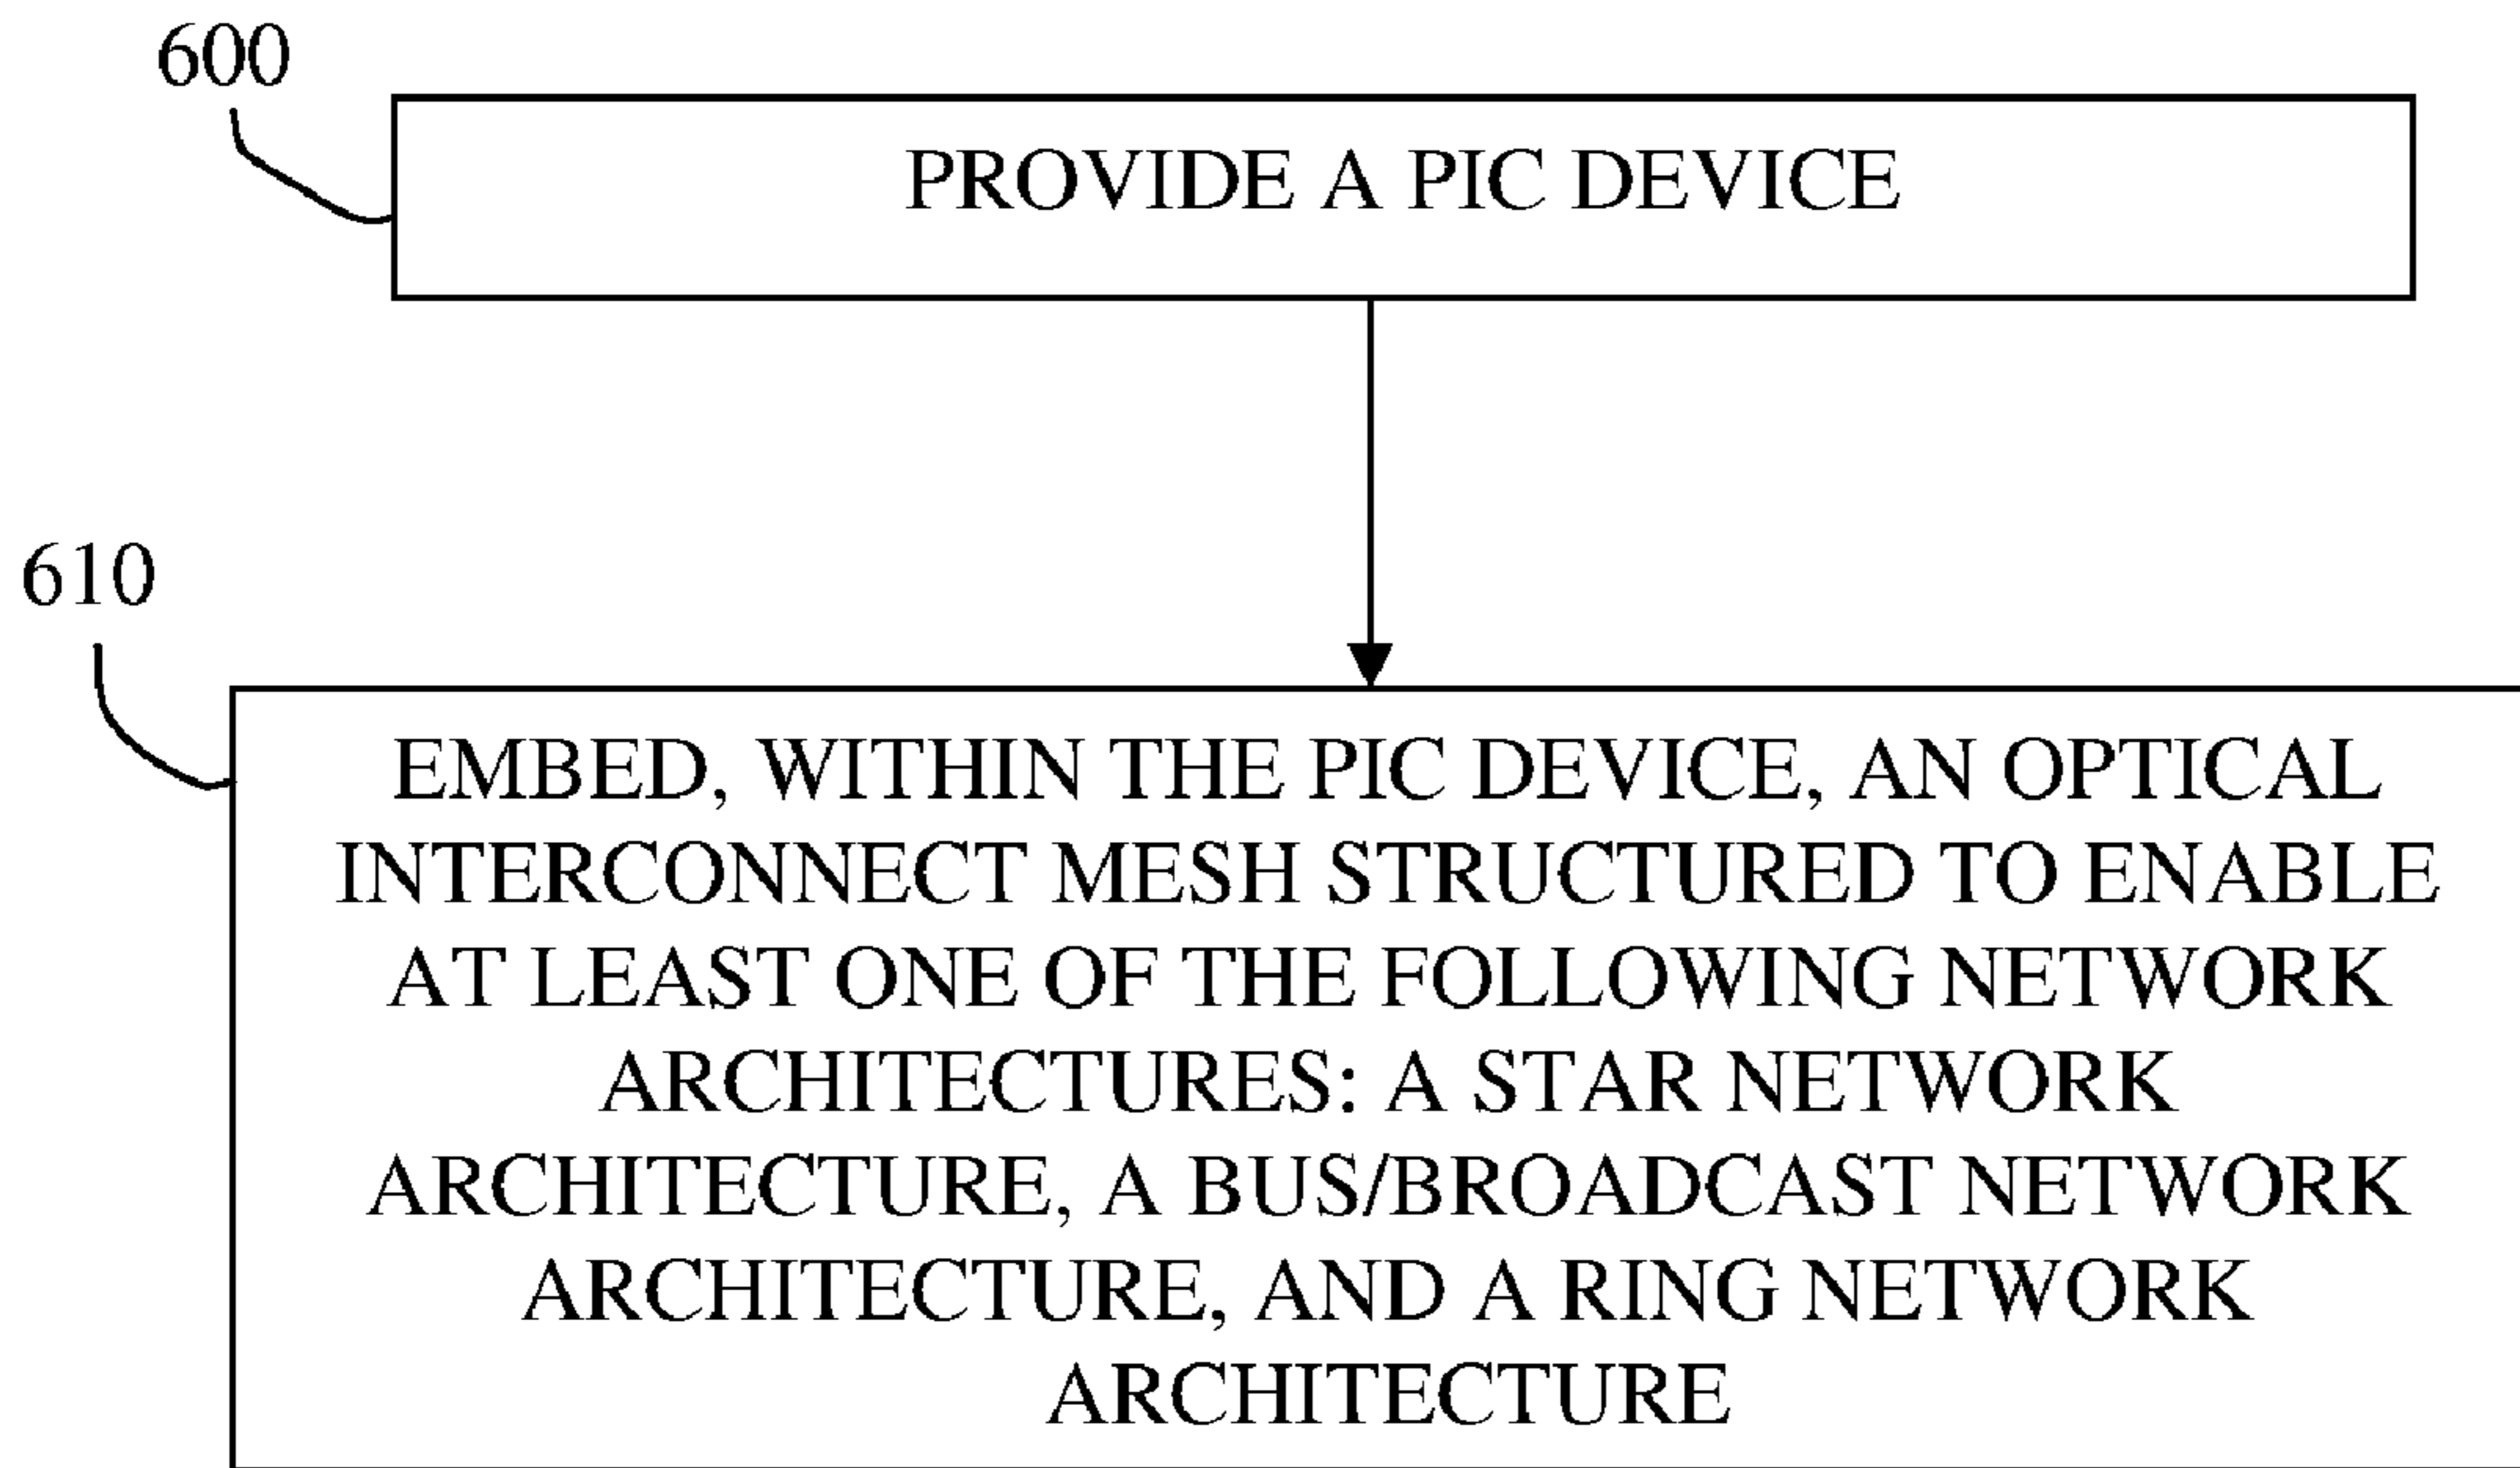 600
PROVIDE A PIC DEVICE
610
EMBED, WITHIN THE PIC DEVICE, AN OPTICAL
INTERCONNECT MESH STRUCTURED TO ENABLE
AT LEAST ONE OF THE FOLLOWING NETWORK
ARCHITECTURES: A STAR NETWORK
ARCHITECTURE, A BUS/BROADCAST NETWORK
ARCHITECTURE, AND A RING NETWORK
ARCHITECTURE